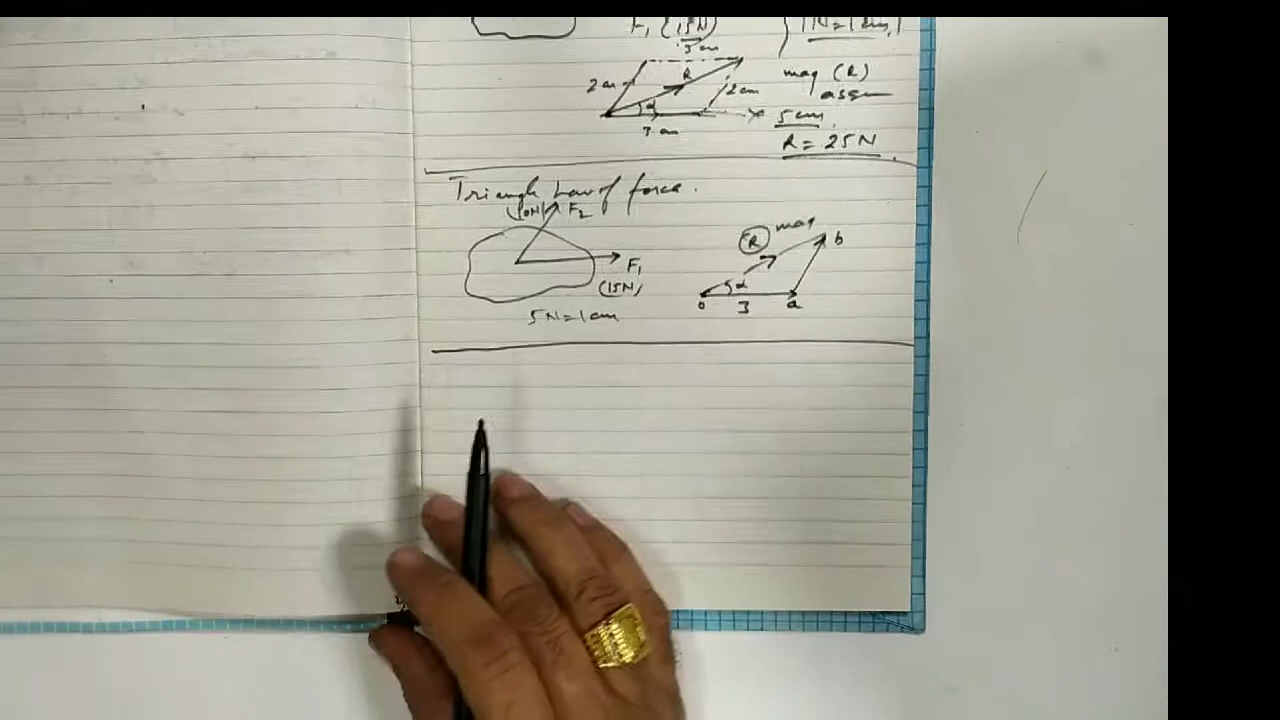 F₁ (15N)
3 cm
2 cm
R
α
2 cm
3 cm
mag (R)
5 cm
R = 25N
Triangle Law of force.
(10N) F₂
F₁
(15N)
5N = 1cm
R mag
b
α
o 3 a